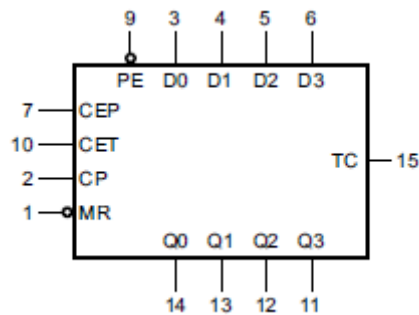 9 3 4 5 6
PE D0 D1 D2 D3
7 CEP
10 CET
TC 15
2 CP
1 MR
Q0 Q1 Q2 Q3
14 13 12 11